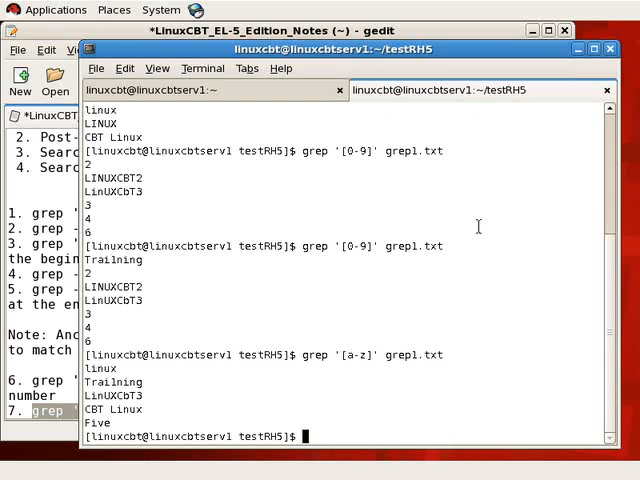 Applications Places System
*LinuxCBT_EL-5_Edition_Notes (~) - gedit
File Edit
New Open
*LinuxCBT_
2. Post-
3. Searc
4. Searc
1. grep '
2. grep -
3. grep '
the begin
4. grep -
5. grep -
at the en
Note: Anc
to match
6. grep '
number
7. grep '
linuxcbt@linuxcbtserv1:~/testRH5
File Edit View Terminal Tabs Help
linuxcbt@linuxcbtserv1:~ linuxcbt@linuxcbtserv1:~/testRH5
linux
LINUX
CBT Linux
[linuxcbt@linuxcbtserv1 testRH5]$ grep '[0-9]' grep1.txt
2
LINUXCBT2
LinUXCbT3
3
4
6
[linuxcbt@linuxcbtserv1 testRH5]$ grep '[0-9]' grep1.txt
Trai1ning
2
LINUXCBT2
LinUXCbT3
3
4
6
[linuxcbt@linuxcbtserv1 testRH5]$ grep '[a-z]' grep1.txt
linux
Trai1ning
LinUXCbT3
CBT Linux
Five
[linuxcbt@linuxcbtserv1 testRH5]$